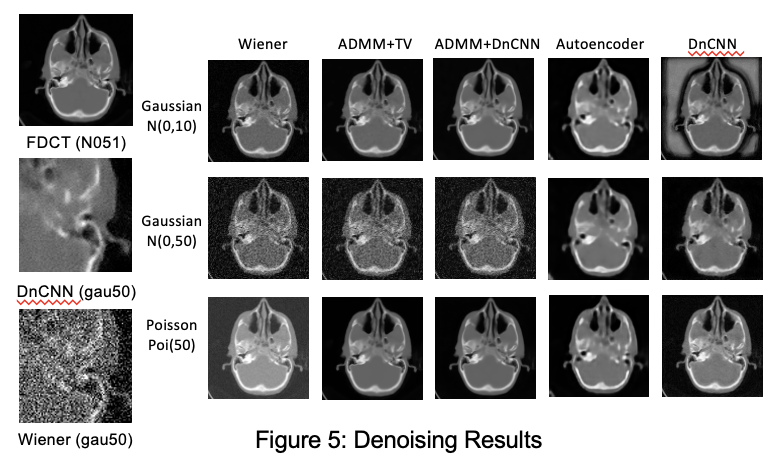 Wiener ADMM+TV ADMM+DnCNN Autoencoder DnCNN
FDCT (N051)
DnCNN (gau50)
Wiener (gau50)
Gaussian
N(0,10)
Gaussian
N(0,50)
Poisson
Poi(50)
Figure 5: Denoising Results